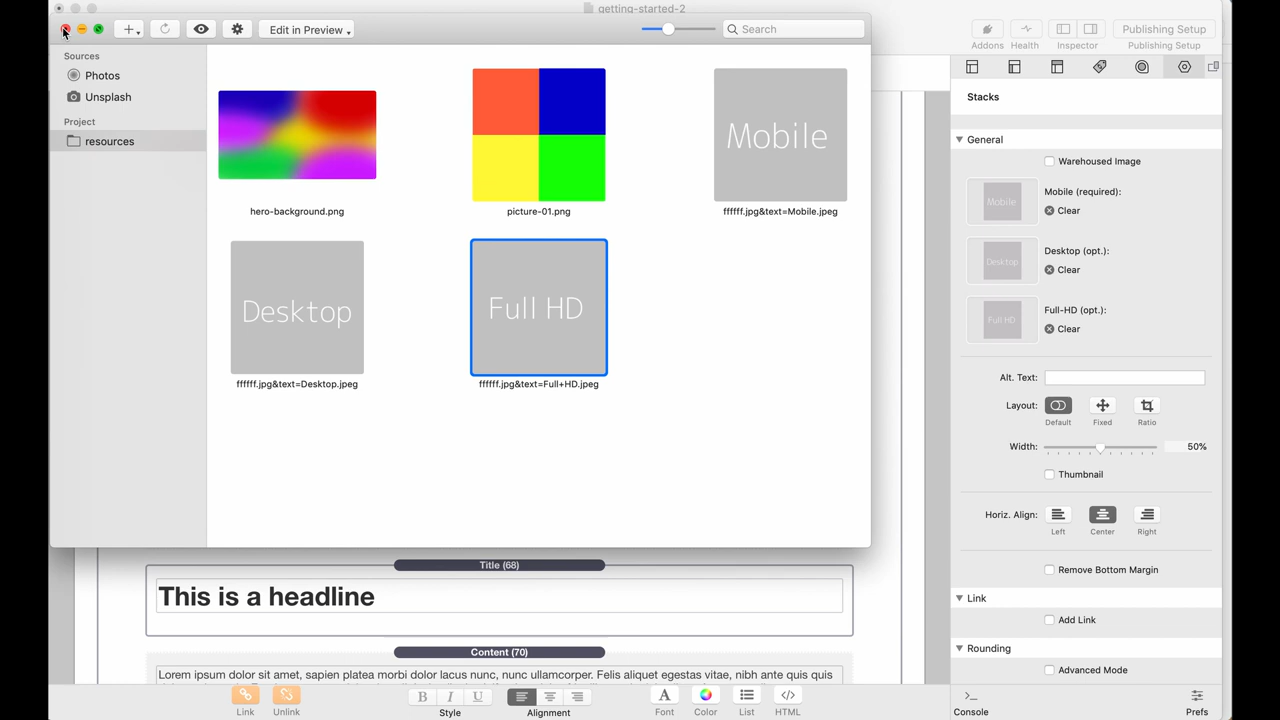 getting-started-2
Edit in Preview
Search
Addons
Health
Inspector
Publishing Setup
Publishing Setup
Sources
Photos
Unsplash
Project
resources
hero-background.png
picture-01.png
Mobile
ffffff.jpg&text=Mobile.jpeg
Desktop
ffffff.jpg&text=Desktop.jpeg
Full HD
ffffff.jpg&text=Full+HD.jpeg
Stacks
General
Warehoused Image
Mobile
Mobile (required):
Clear
Desktop
Desktop (opt.):
Clear
Full HD
Full-HD (opt.):
Clear
Alt. Text:
Layout:
Default
Fixed
Ratio
Width:
50%
Thumbnail
Horiz. Align:
Left
Center
Right
Remove Bottom Margin
Link
Add Link
Rounding
Advanced Mode
Title (68)
This is a headline
Content (70)
Lorem ipsum dolor sit amet, sapien platea morbi dolor lacus nunc, nunc ullamcorper. Felis aliquet egestas vitae, nibh ante quis quis
Link
Unlink
B I U
Style
Alignment
A
Font
Color
List
HTML
Console
Prefs